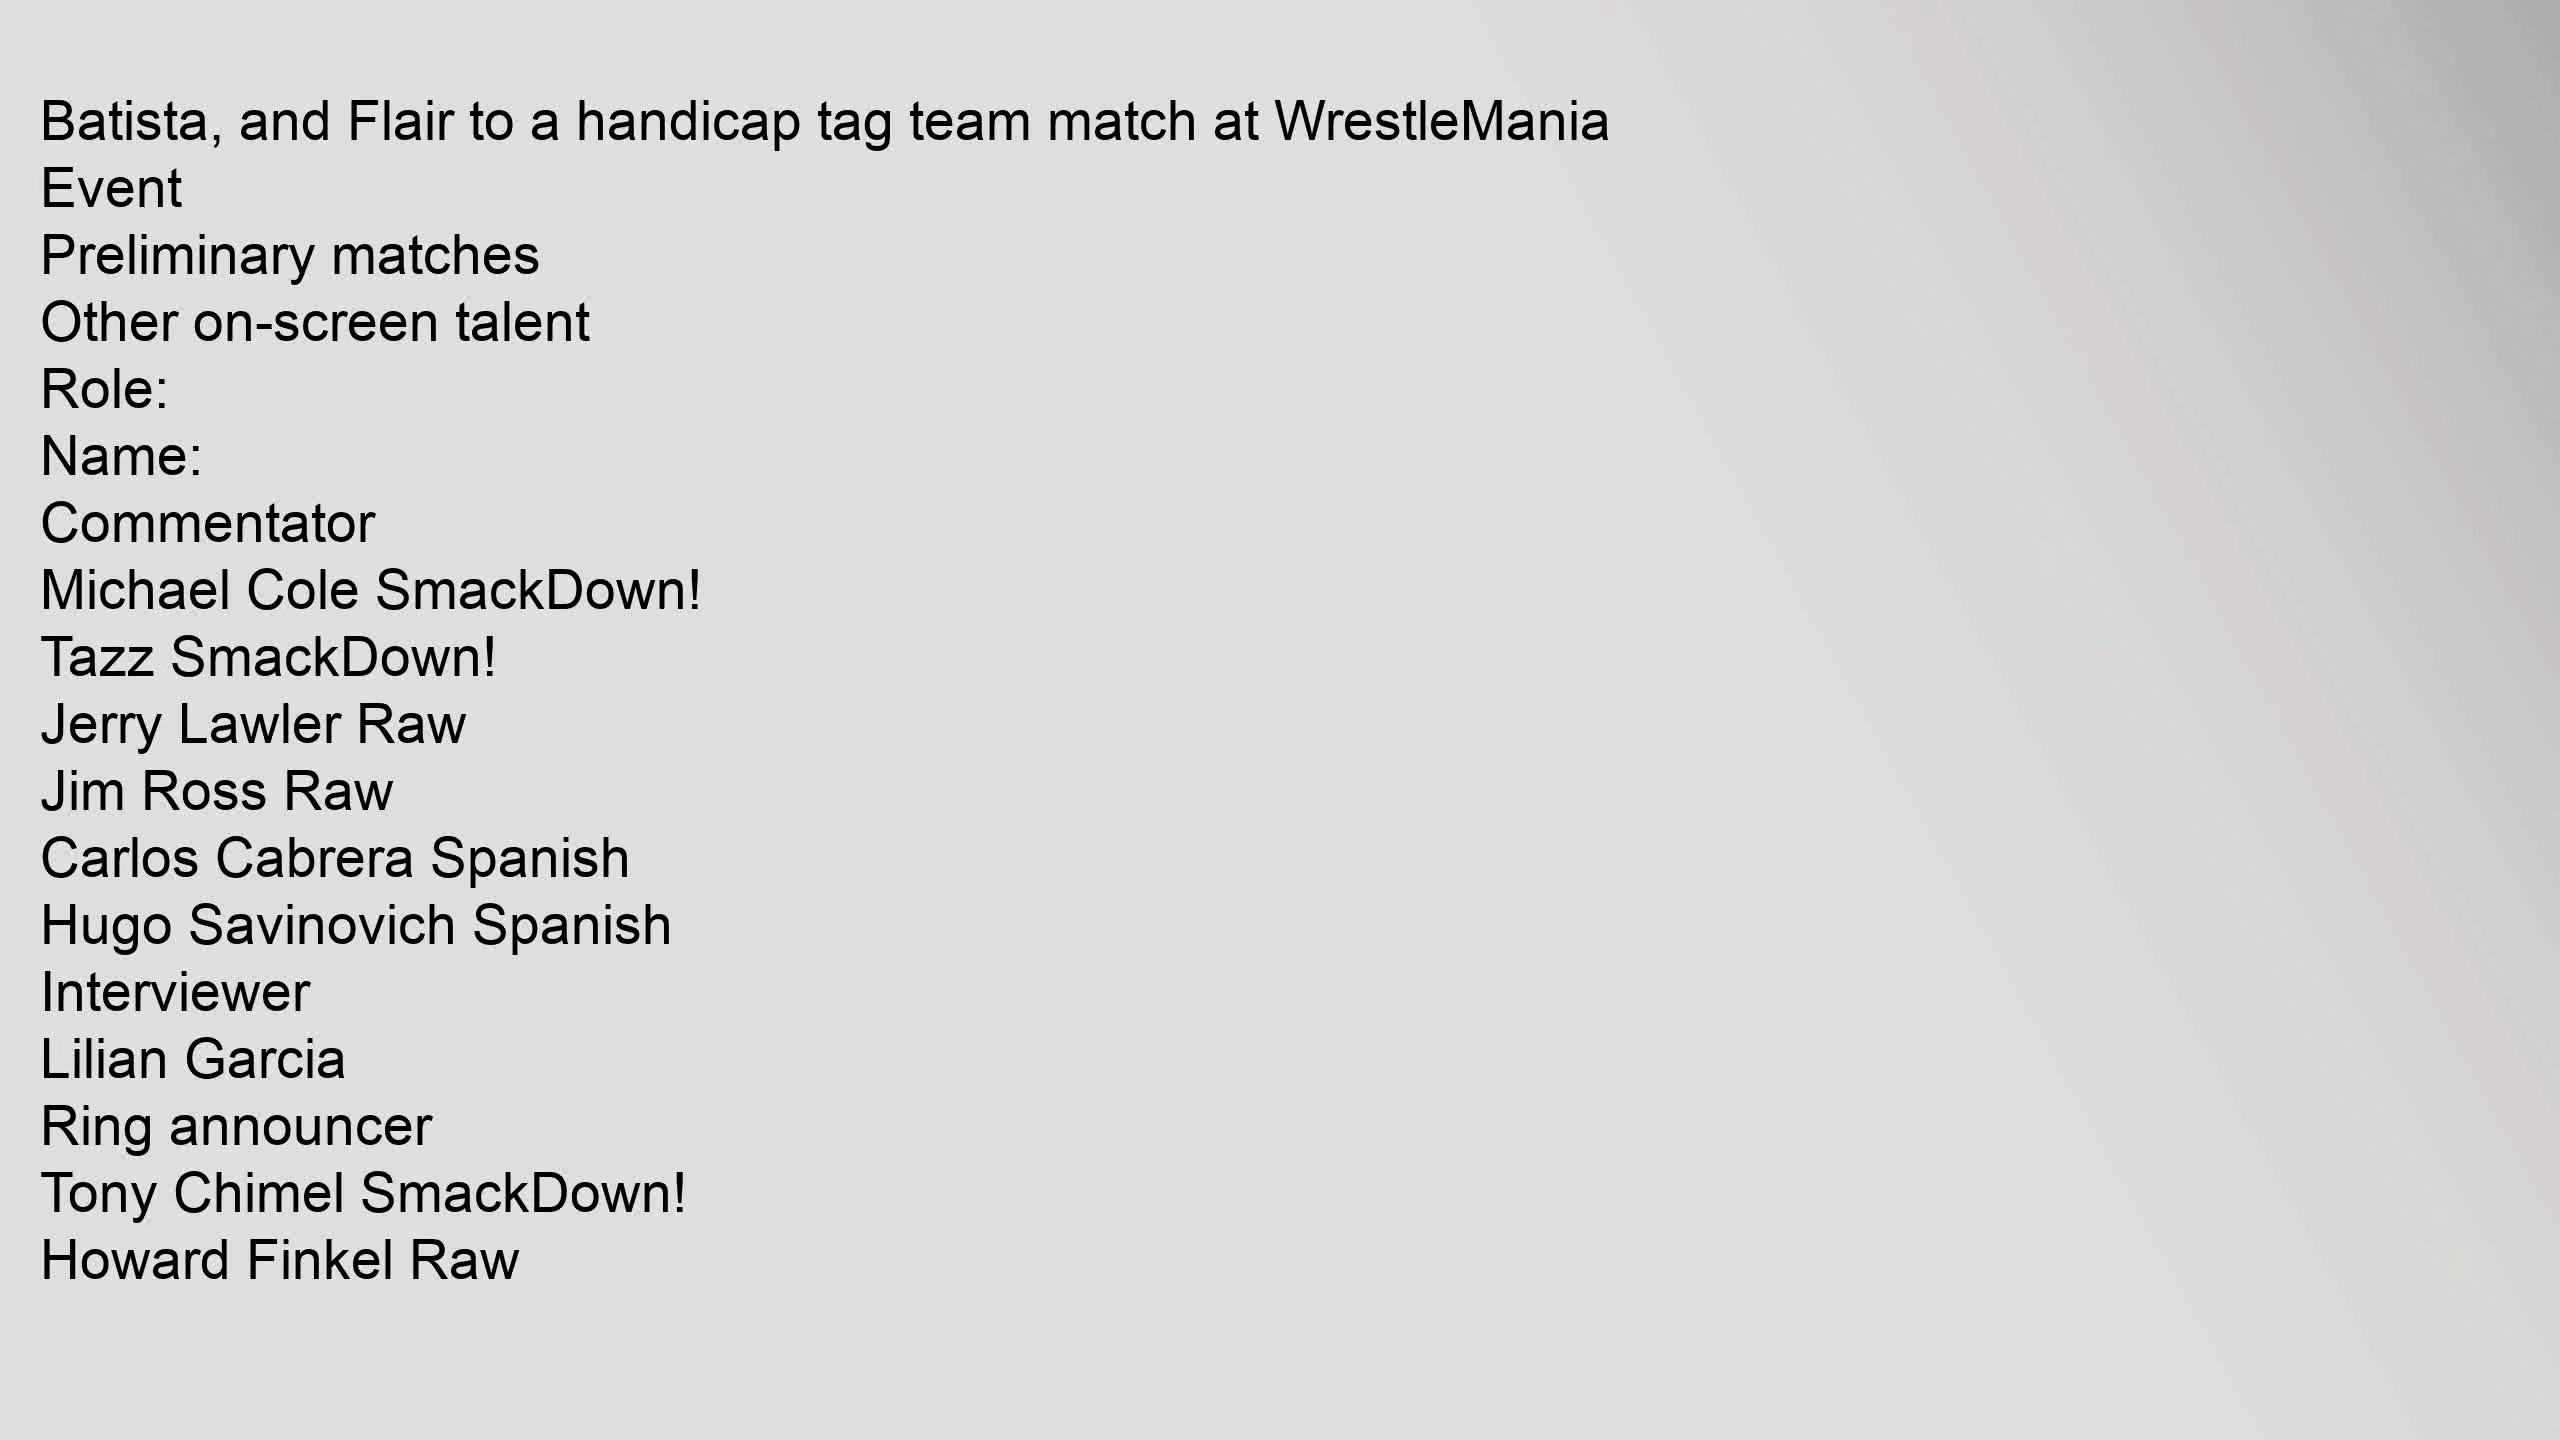 Batista, and Flair to a handicap tag team match at WrestleMania
Event
Preliminary matches
Other on-screen talent
Role:
Name:
Commentator
Michael Cole SmackDown!
Tazz SmackDown!
Jerry Lawler Raw
Jim Ross Raw
Carlos Cabrera Spanish
Hugo Savinovich Spanish
Interviewer
Lilian Garcia
Ring announcer
Tony Chimel SmackDown!
Howard Finkel Raw